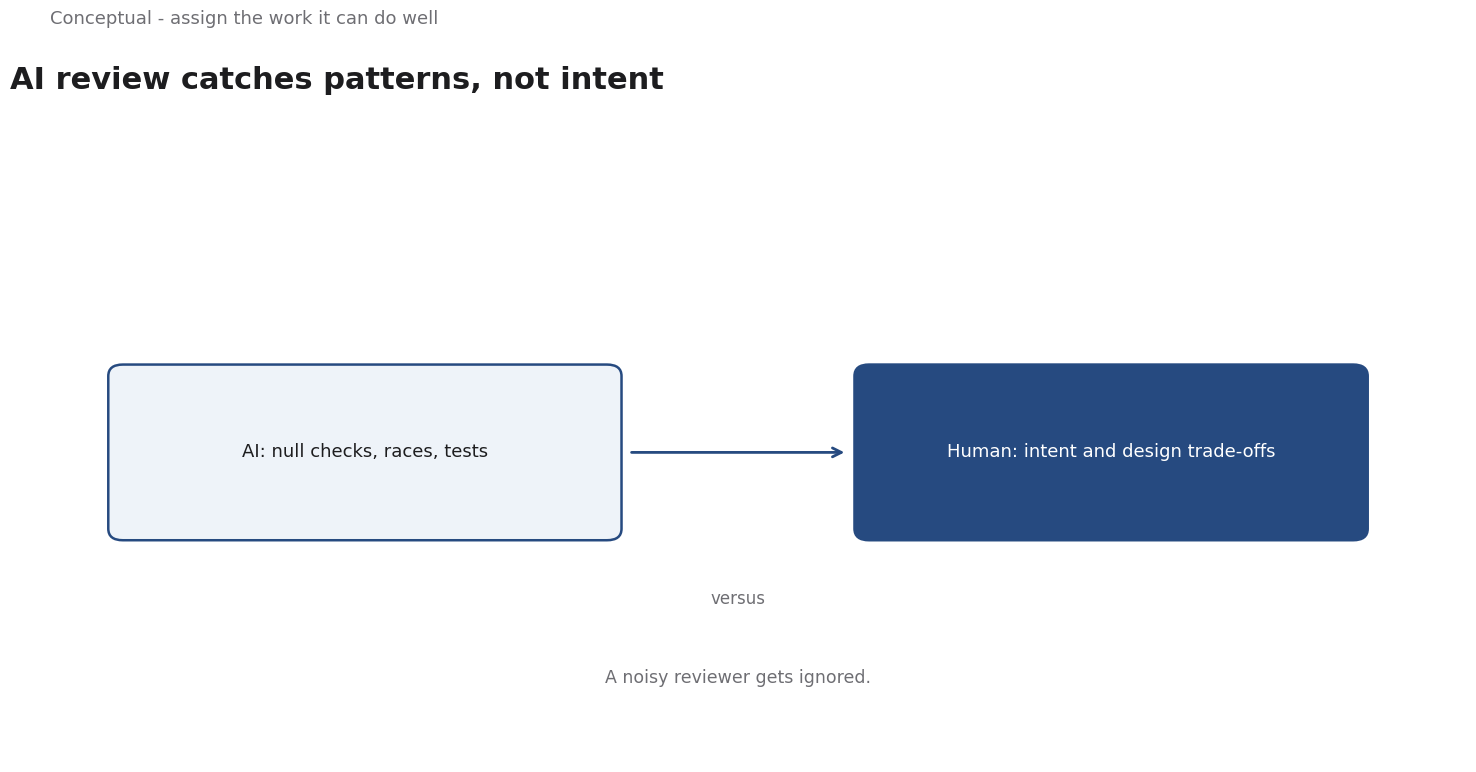 Conceptual - assign the work it can do well
AI review catches patterns, not intent
AI: null checks, races, tests
Human: intent and design trade-offs
versus
A noisy reviewer gets ignored.